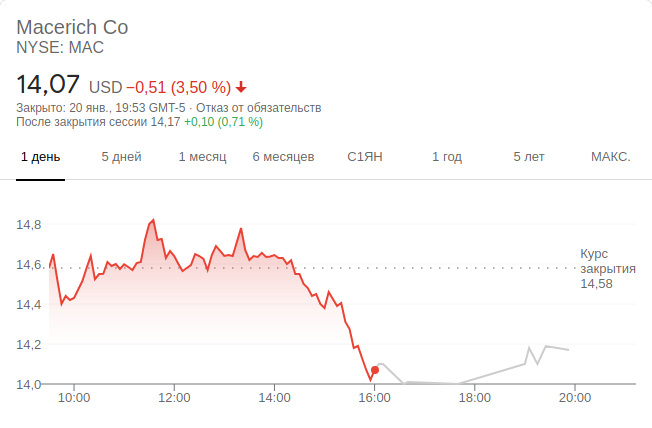 Macerich Co
NYSE: MAC
14,07 USD −0,51 (3,50 %)
Закрыто: 20 янв., 19:53 GMT-5 · Отказ от обязательств
После закрытия сессии 14,17 +0,10 (0,71 %)
1 день 5 дней 1 месяц 6 месяцев С1ЯН 1 год 5 лет МАКС.
14,8
14,6
14,4
14,2
14,0
Курс
закрытия
14,58
10:00 12:00 14:00 16:00 18:00 20:00